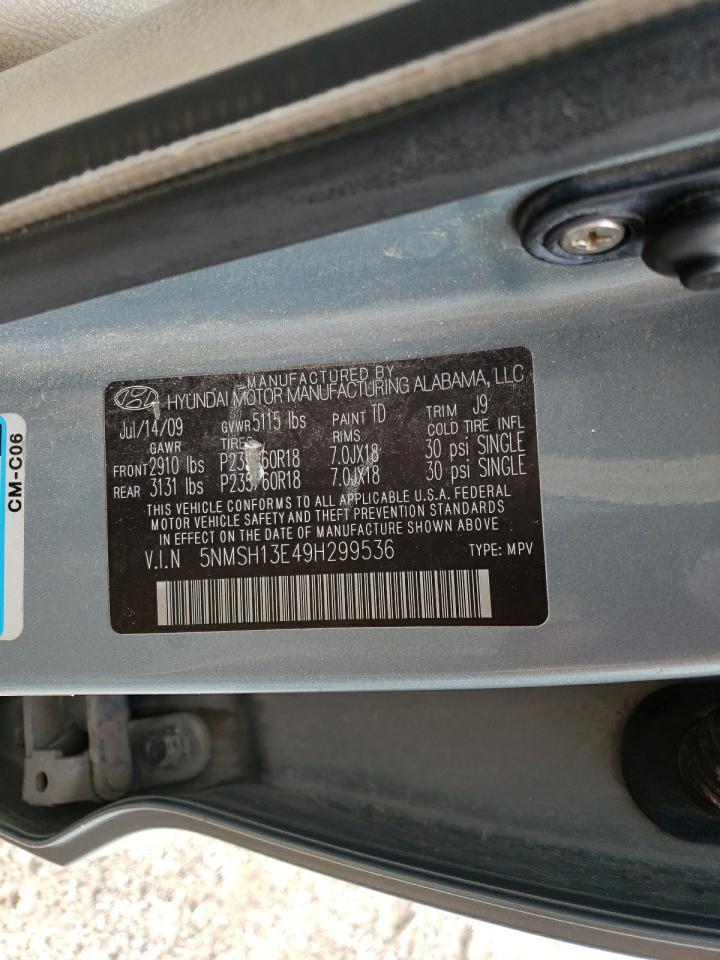 MANUFACTURED BY
HYUNDAI MOTOR MANUFACTURING ALABAMA, LLC
Jul/14/09 GVWR 5115 lbs PAINT TD TRIM J9
GAWR TIRES RIMS COLD TIRE INFL
FRONT 2910 lbs 60R18 7.0JX18 30 psi SINGLE
REAR 3131 lbs P235/60R18 7.0JX18 30 psi SINGLE
THIS VEHICLE CONFORMS TO ALL APPLICABLE U.S.A. FEDERAL
MOTOR VEHICLE SAFETY AND THEFT PREVENTION STANDARDS
IN EFFECT ON THE DATE OF MANUFACTURE SHOWN ABOVE
V.I.N 5NMSH13E49H299536 TYPE: MPV
CM-C06